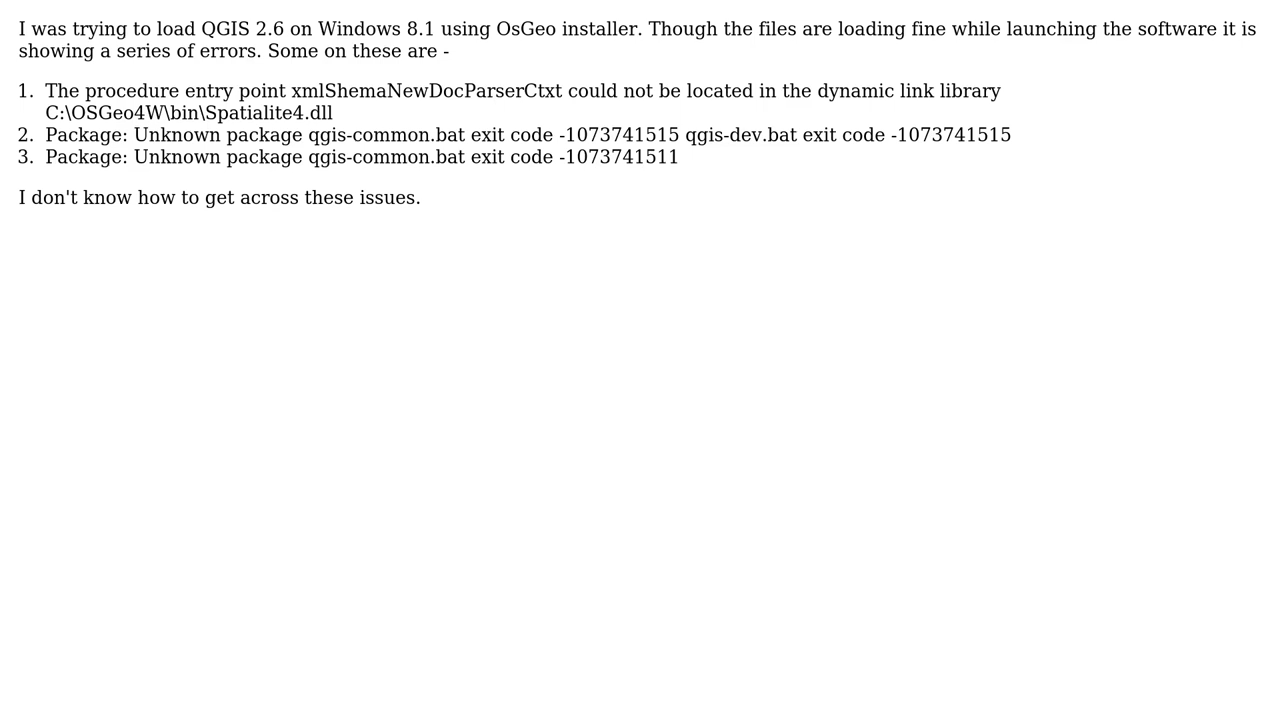 I was trying to load QGIS 2.6 on Windows 8.1 using OsGeo installer. Though the files are loading fine while launching the software it is
showing a series of errors. Some on these are -
1. The procedure entry point xmlShemaNewDocParserCtxt could not be located in the dynamic link library
C:\OSGeo4W\bin\Spatialite4.dll
2. Package: Unknown package qgis-common.bat exit code -1073741515 qgis-dev.bat exit code -1073741515
3. Package: Unknown package qgis-common.bat exit code -1073741511
I don't know how to get across these issues.